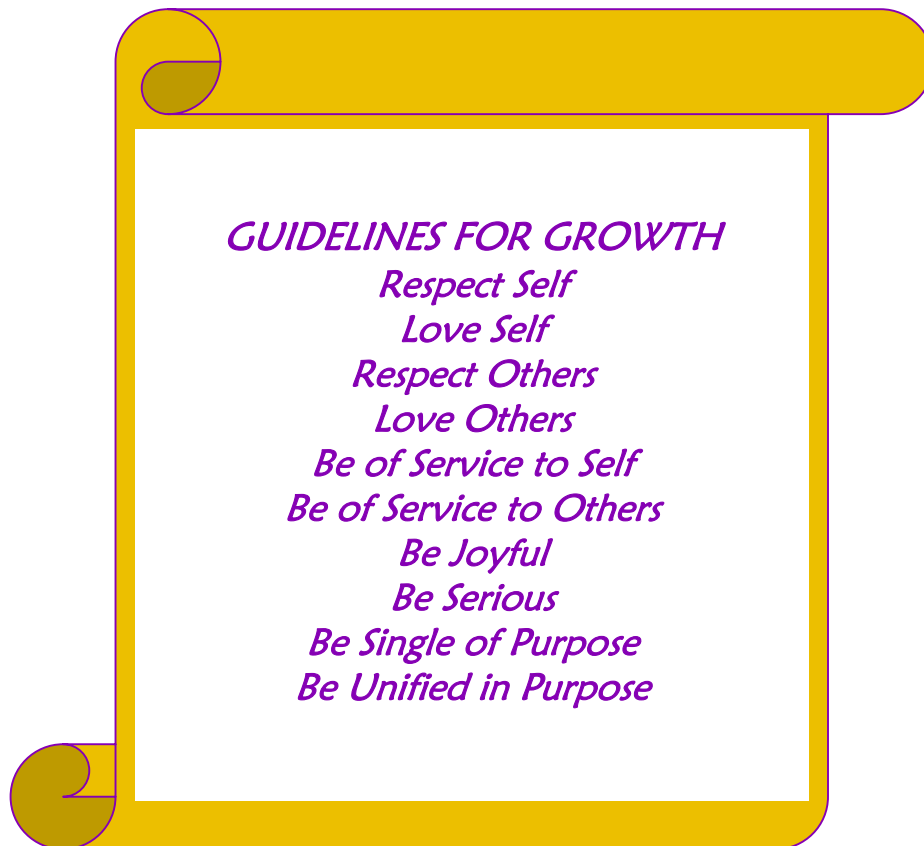 GUIDELINES FOR GROWTH
Respect Self
Love Self
Respect Others
Love Others
Be of Service to Self
Be of Service to Others
Be Joyful
Be Serious
Be Single of Purpose
Be Unified in Purpose